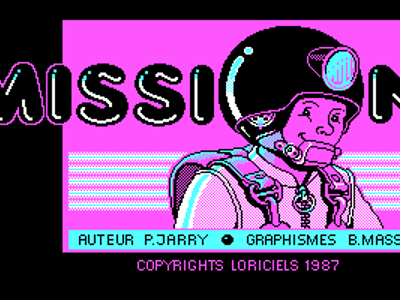 MISSION
AUTEUR P.JARRY ● GRAPHISMES B.MASS
COPYRIGHTS LORICIELS 1987